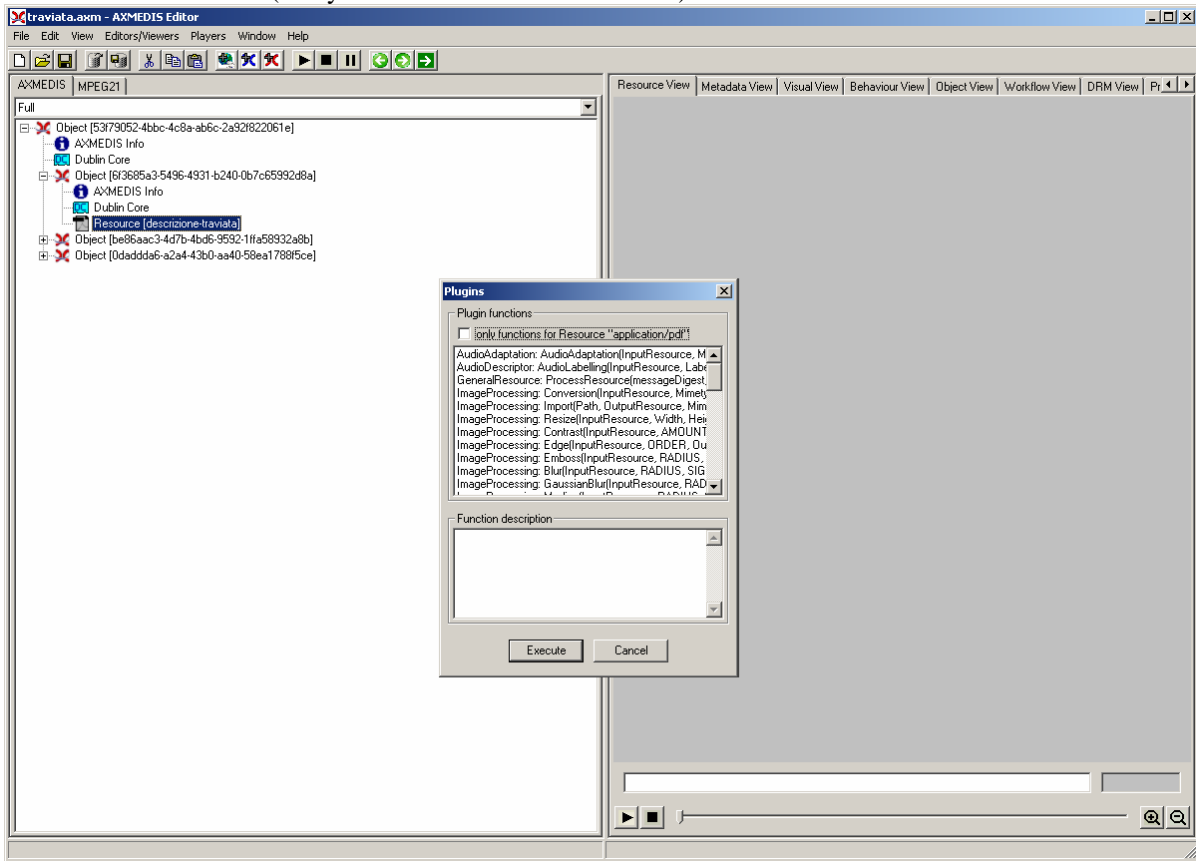 traviata.axm - AXMEDIS Editor
File Edit View Editors/Viewers Players Window Help
AXMEDIS MPEG21
Full
Object [53f79052-4bbc-4c8a-ab6c-2a92f822061e]
AXMEDIS Info
Dublin Core
Object [6f3685a3-5496-4931-b240-0b7c65992d8a]
AXMEDIS Info
Dublin Core
Resource [descrizione-traviata]
Object [be86aac3-4d7b-4bd6-9592-1ffa58932a8b]
Object [0daddda6-a2a4-43b0-aa40-58ea1788f5ce]
Resource View Metadata View Visual View Behaviour View Object View Workflow View DRM View Pr
Plugins
Plugin functions
only functions for Resource "application/pdf"
AudioAdaptation: AudioAdaptation(InputResource, M
AudioDescriptor: AudioLabelling(InputResource, Labe
GeneralResource: ProcessResource(messageDigest,
ImageProcessing: Conversion(InputResource, Mimety
ImageProcessing: Import(Path, OutputResource, Mim
ImageProcessing: Resize(InputResource, Width, Hei
ImageProcessing: Contrast(InputResource, AMOUNT
ImageProcessing: Edge(InputResource, ORDER, Ou
ImageProcessing: Emboss(InputResource, RADIUS,
ImageProcessing: Blur(InputResource, RADIUS, SIG
ImageProcessing: GaussianBlur(InputResource, RAD
Function description
Execute Cancel